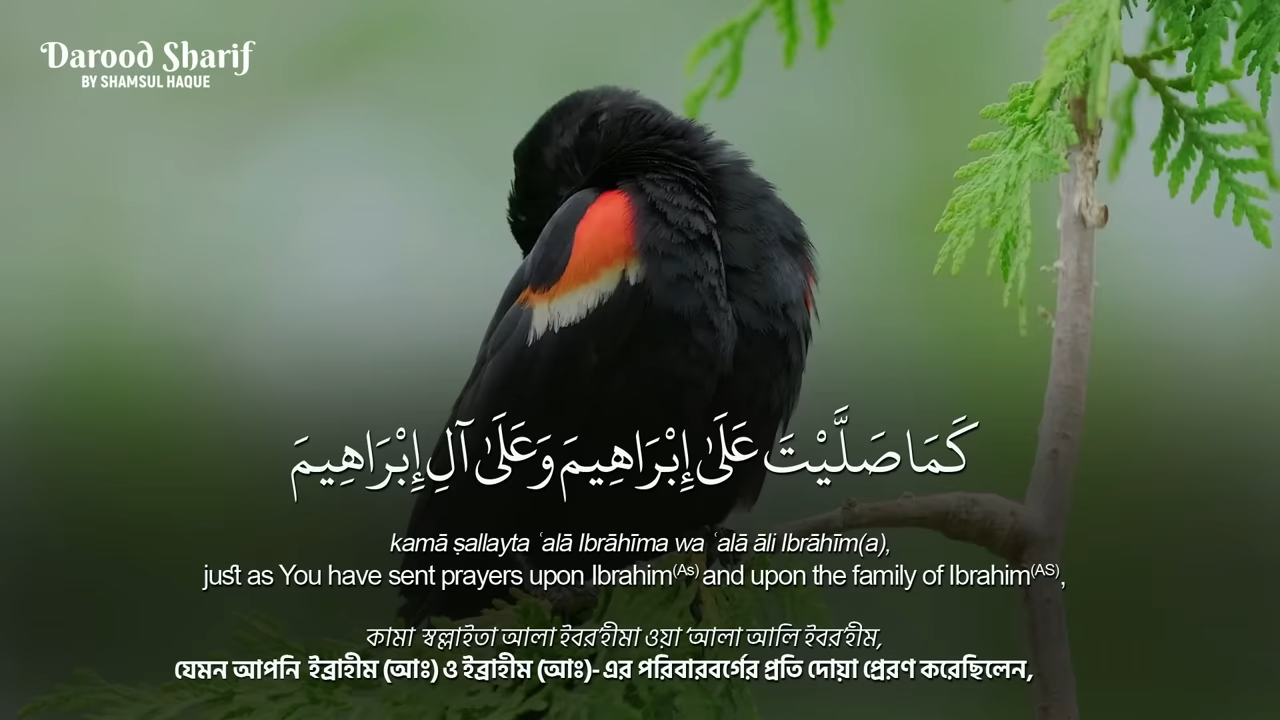 Darood Sharif
BY SHAMSUL HAQUE
كَمَا صَلَّيْتَ عَلَىٰ إِبْرَاهِيمَ وَعَلَىٰ آلِ إِبْرَاهِيمَ
kamā ṣallayta ʿalā Ibrāhīma wa ʿalā āli Ibrāhīm(a),
just as You have sent prayers upon Ibrahim(As) and upon the family of Ibrahim(AS),
কামা স্বল্লাইতা আলা ইবর'হীমা ওয়া 'আলা আলি ইবর'হীম,
যেমন আপনি ইব্রাহীম (আঃ) ও ইব্রাহীম (আঃ)- এর পরিবারবর্গের প্রতি দোয়া প্রেরণ করেছিলেন,